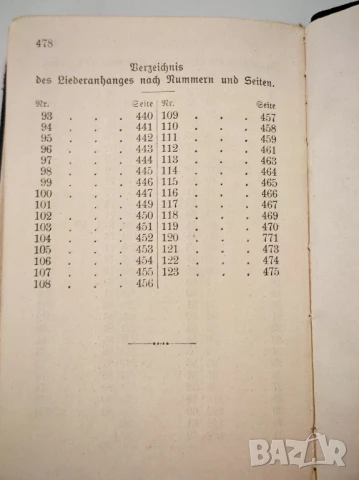 478
Verzeichnis
des Liederanhanges nach Nummern und Seiten.
Nr. Seite Nr. Seite
93 . . . 440 109 . . . 457
94 . . . 441 110 . . . 458
95 . . . 442 111 . . . 459
96 . . . 443 112 . . . 461
97 . . . 444 113 . . . 463
98 . . . 445 114 . . . 464
99 . . . 446 115 . . . 466
100 . . . 447 116 . . . 467
101 . . . 449 117 . . . 467
102 . . . 450 118 . . . 469
103 . . . 451 119 . . . 470
104 . . . 452 120 . . . 771
105 . . . 453 121 . . . 473
106 . . . 454 122 . . . 474
107 . . . 455 123 . . . 475
108 . . . 456
BAZAR.bg